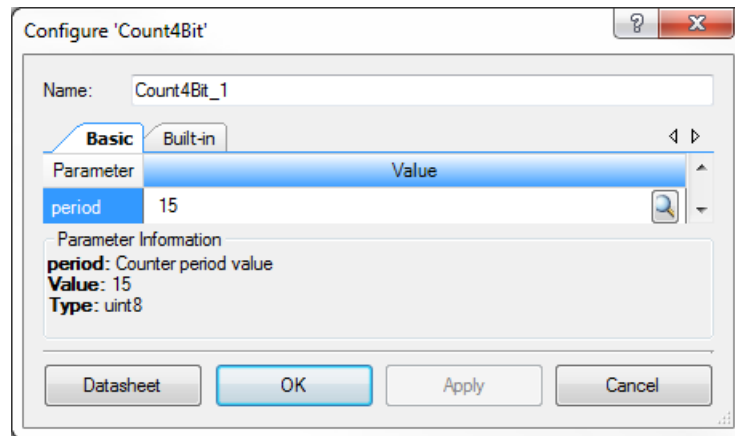 Configure 'Count4Bit'
?
X
Name: Count4Bit_1
Basic Built-in
Parameter Value
period 15
Parameter Information
period: Counter period value
Value: 15
Type: uint8
Datasheet OK Apply Cancel